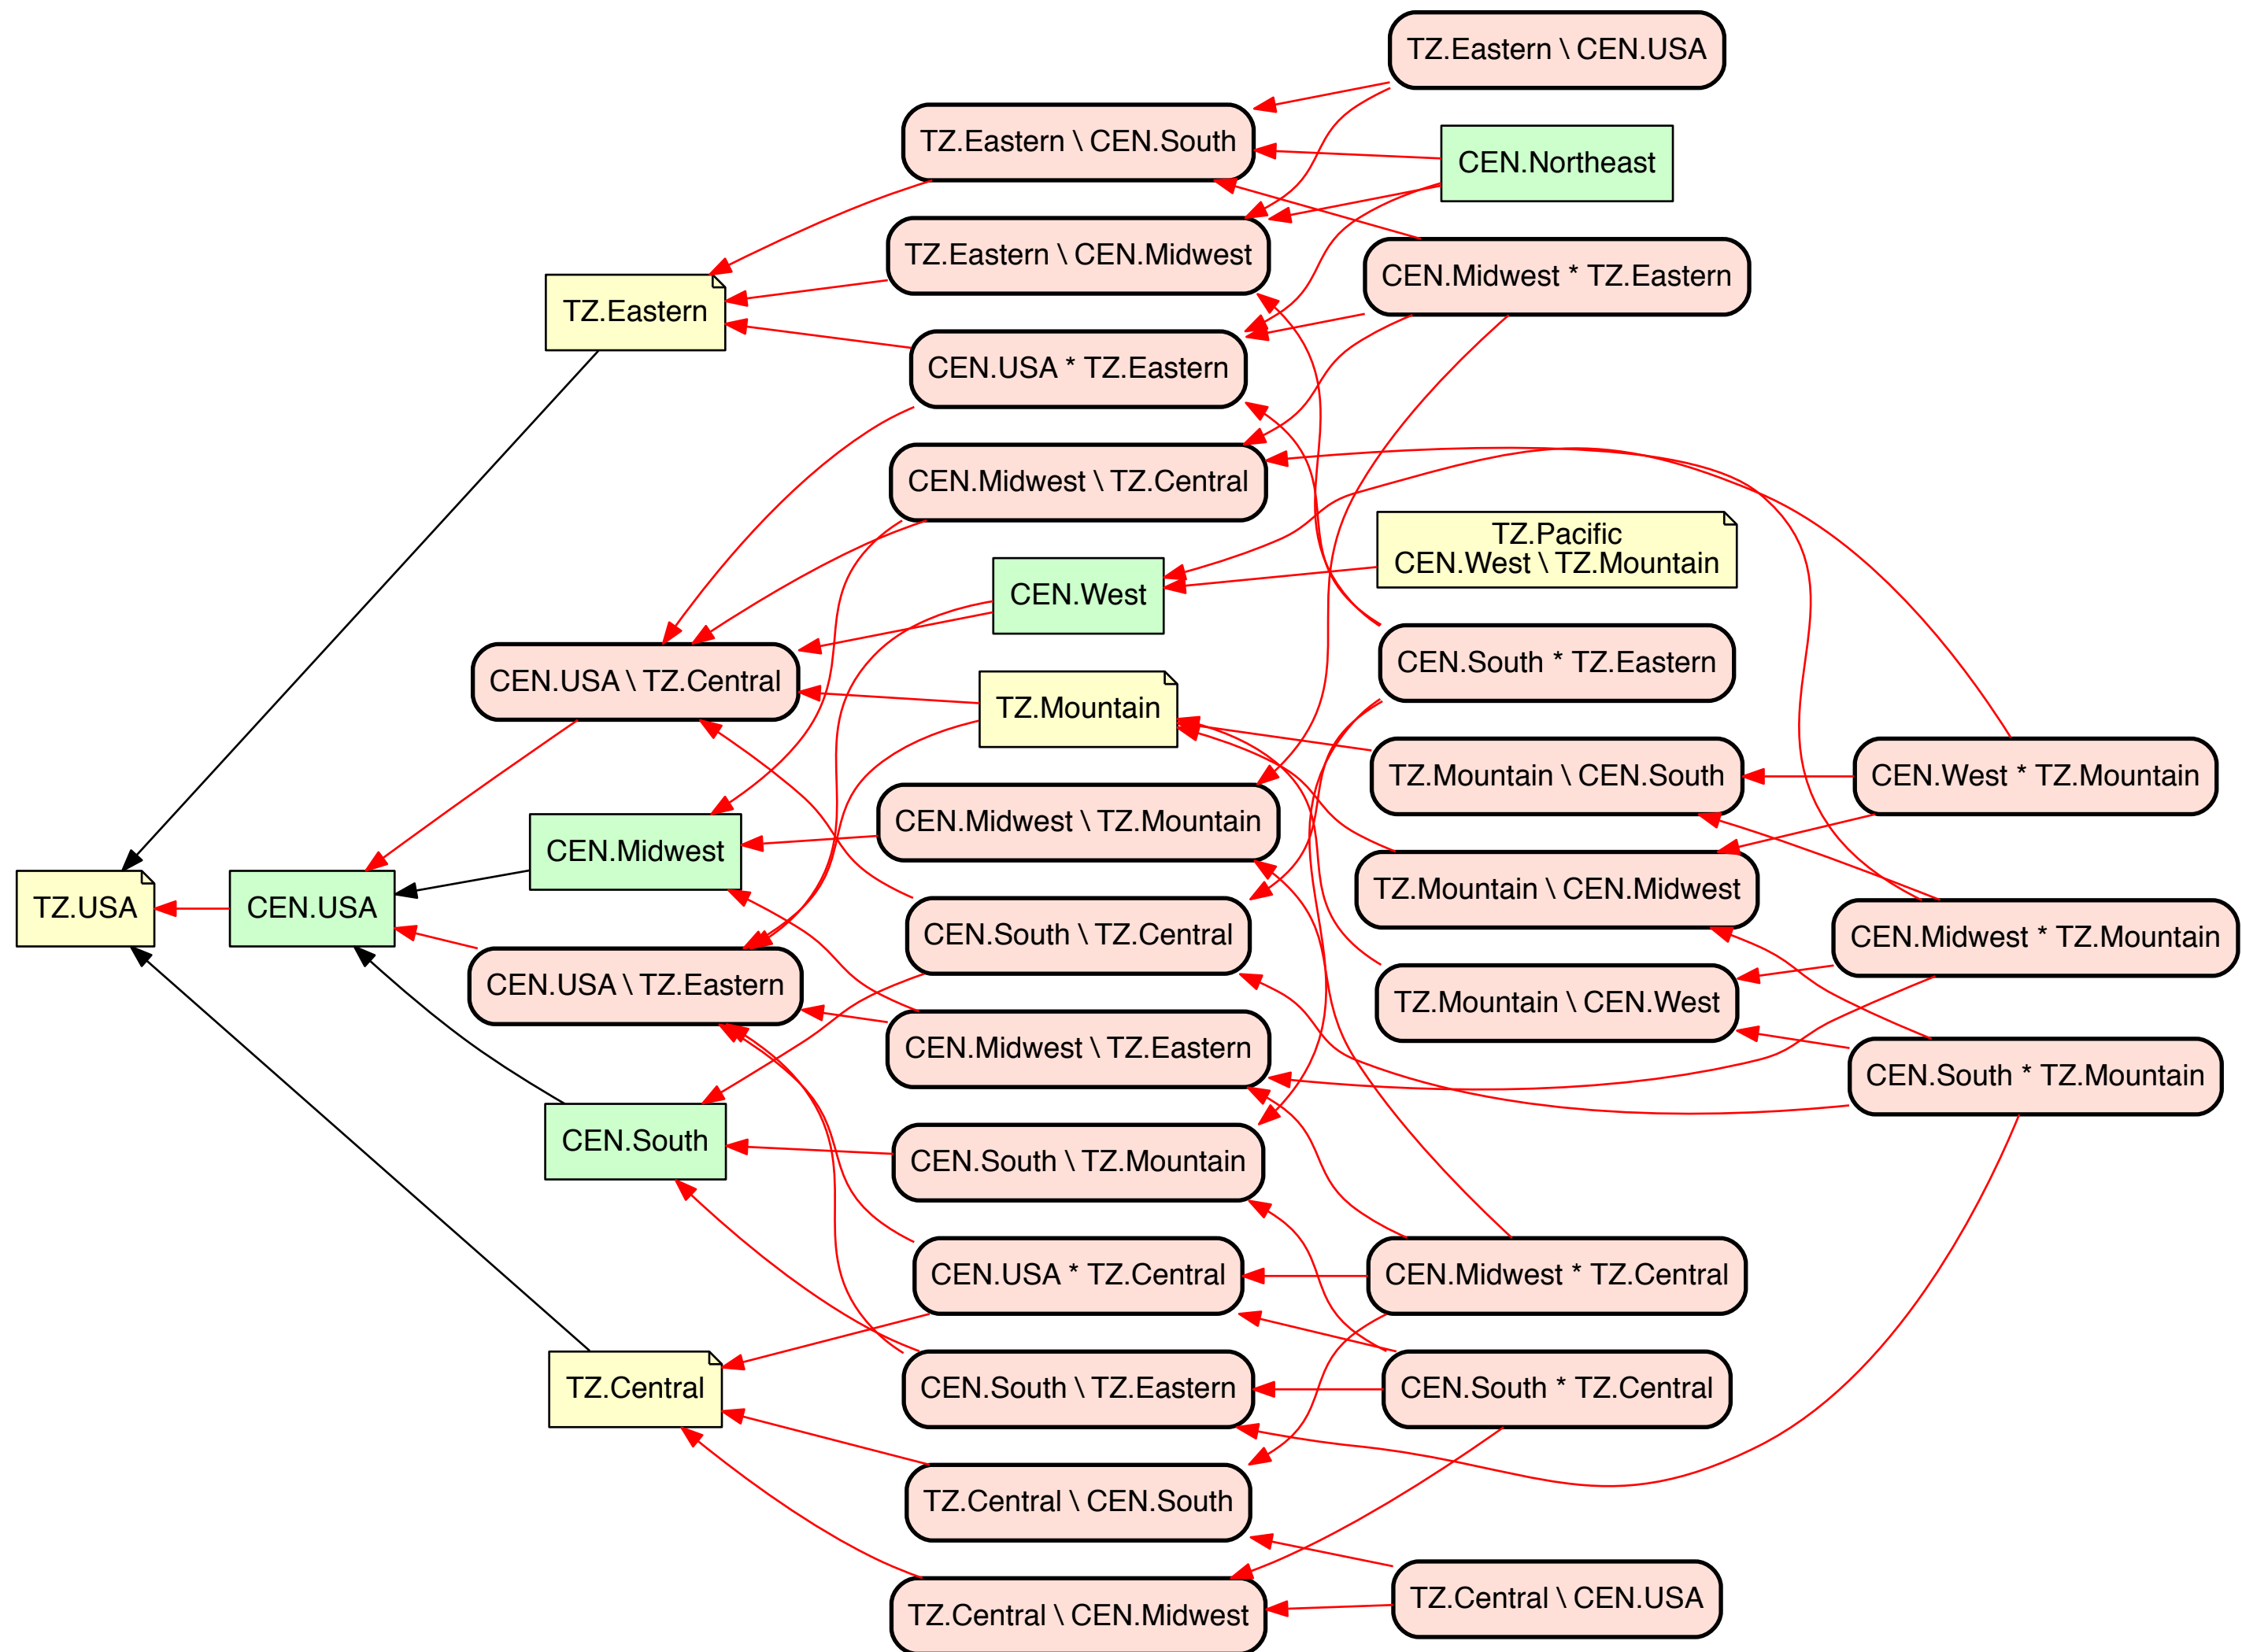 TZ.Eastern \ CEN.USA
TZ.Eastern \ CEN.South
CEN.Northeast
TZ.Eastern \ CEN.Midwest
CEN.Midwest * TZ.Eastern
TZ.Eastern
CEN.USA * TZ.Eastern
CEN.Midwest \ TZ.Central
TZ.Pacific
CEN.West \ TZ.Mountain
CEN.West
CEN.South * TZ.Eastern
CEN.USA \ TZ.Central
TZ.Mountain
TZ.Mountain \ CEN.South
CEN.West * TZ.Mountain
CEN.Midwest \ TZ.Mountain
CEN.Midwest
TZ.Mountain \ CEN.Midwest
TZ.USA
CEN.USA
CEN.South \ TZ.Central
CEN.Midwest * TZ.Mountain
CEN.USA \ TZ.Eastern
TZ.Mountain \ CEN.West
CEN.Midwest \ TZ.Eastern
CEN.South * TZ.Mountain
CEN.South
CEN.South \ TZ.Mountain
CEN.USA * TZ.Central
CEN.Midwest * TZ.Central
TZ.Central
CEN.South \ TZ.Eastern
CEN.South * TZ.Central
TZ.Central \ CEN.South
TZ.Central \ CEN.USA
TZ.Central \ CEN.Midwest